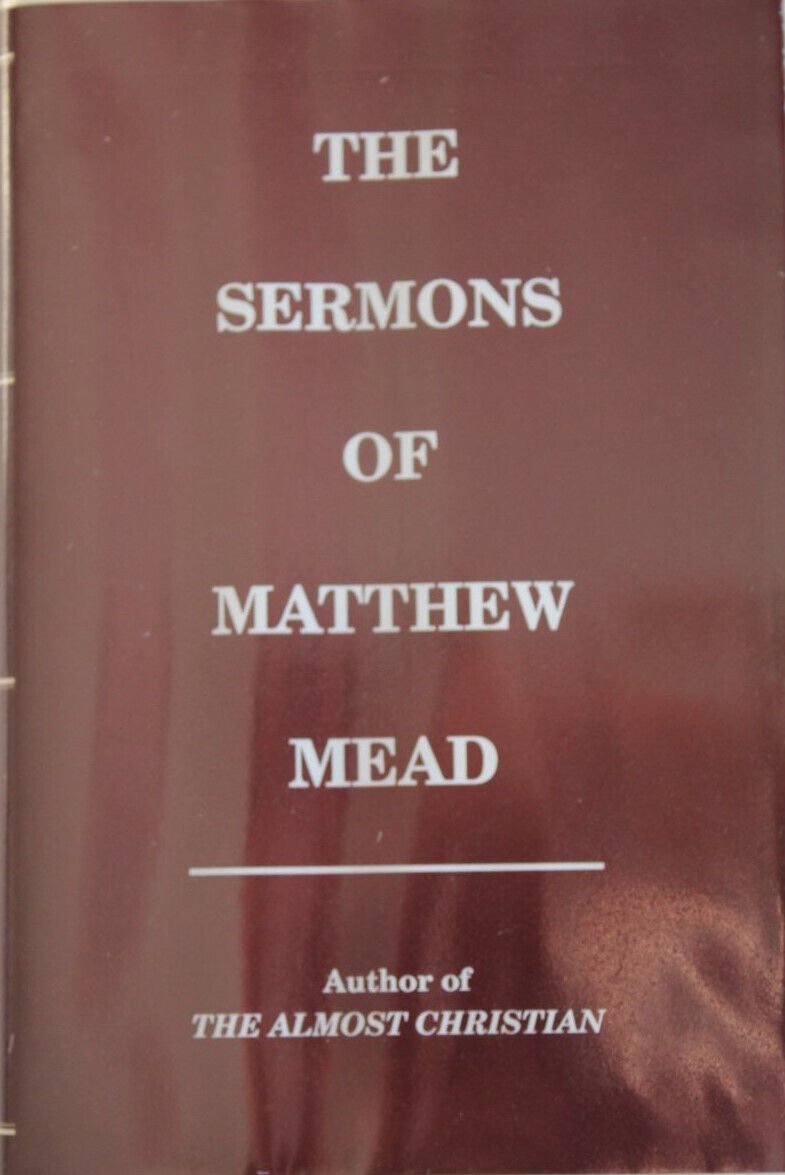 THE
SERMONS
OF
MATTHEW
MEAD
Author of
THE ALMOST CHRISTIAN